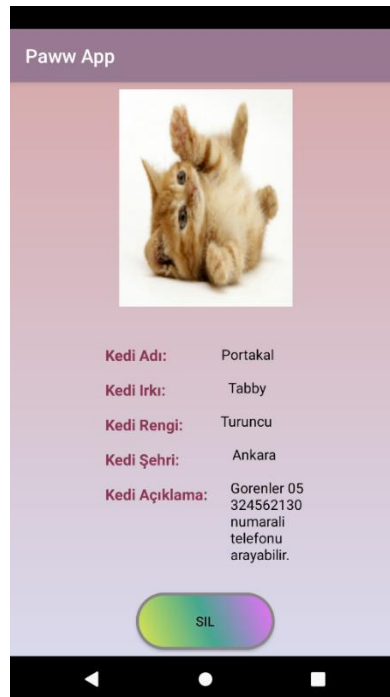 Paww App
Kedi Adı: Portakal
Kedi Irkı: Tabby
Kedi Rengi: Turuncu
Kedi Şehri: Ankara
Kedi Açıklama: Gorenler 05
324562130
numarali
telefonu
arayabilir.
SIL